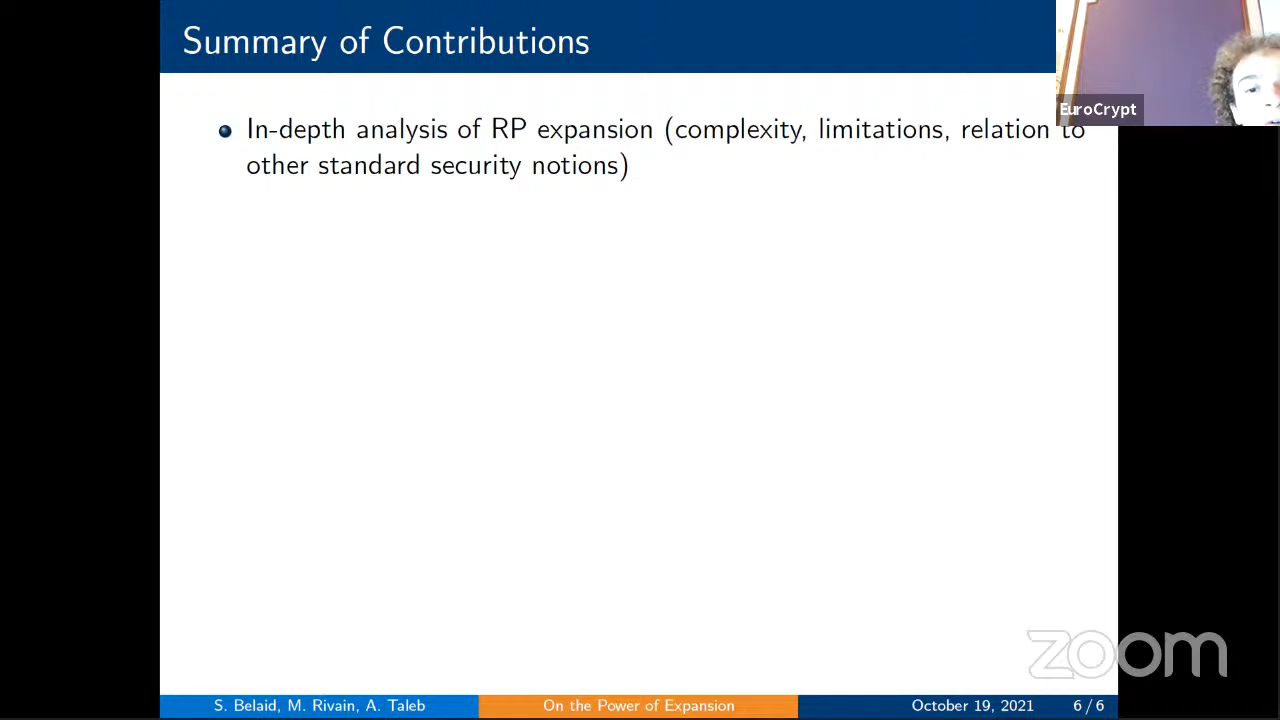 Summary of Contributions
EuroCrypt
In-depth analysis of RP expansion (complexity, limitations, relation to
other standard security notions)
zoom
S. Belaid, M. Rivain, A. Taleb
On the Power of Expansion
October 19, 2021
6 / 6